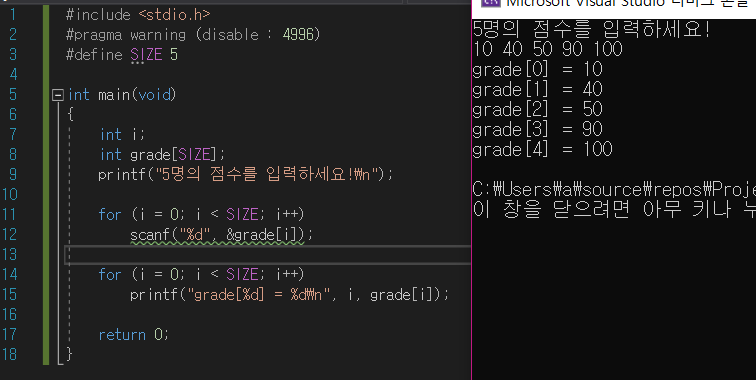 1 #include <stdio.h>
2 #pragma warning (disable : 4996)
3 #define SIZE 5
4
5 int main(void)
6 {
7 int i;
8 int grade[SIZE];
9 printf("5명의 점수를 입력하세요!₩n");
10
11 for (i = 0; i < SIZE; i++)
12 scanf("%d", &grade[i]);
13
14 for (i = 0; i < SIZE; i++)
15 printf("grade[%d] = %d₩n", i, grade[i]);
16
17 return 0;
18 }
Microsoft Visual Studio
5명의 점수를 입력하세요!
10 40 50 90 100
grade[0] = 10
grade[1] = 40
grade[2] = 50
grade[3] = 90
grade[4] = 100
C:₩Users₩a₩source₩repos₩Proje
이 창을 닫으려면 아무 키나 누